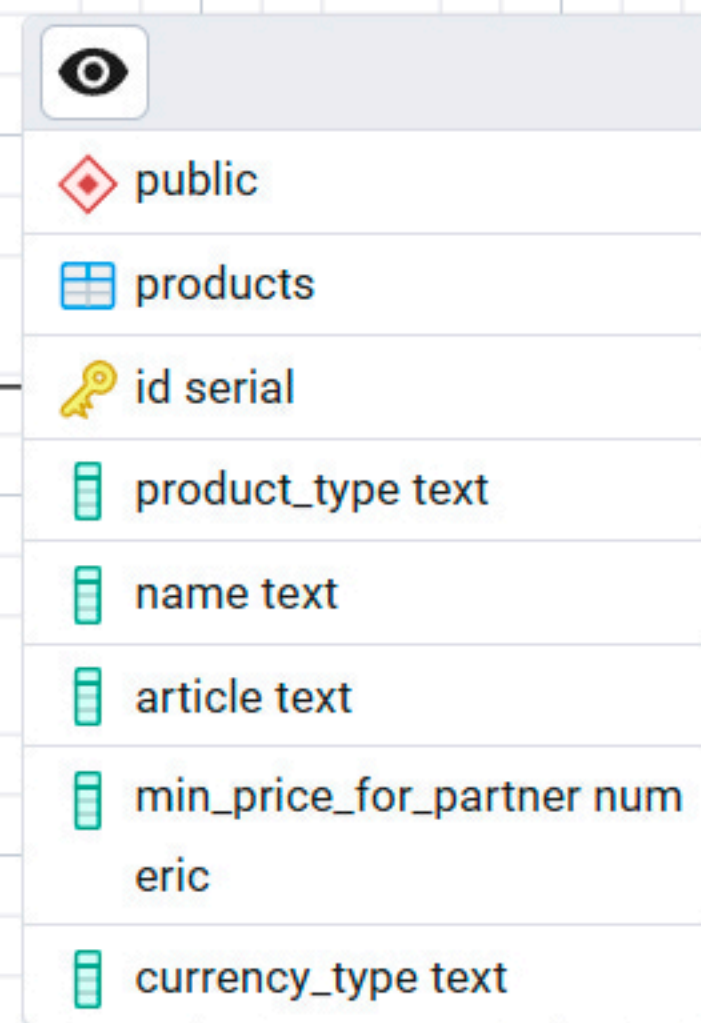 public
products
id serial
product_type text
name text
article text
min_price_for_partner num
eric
currency_type text